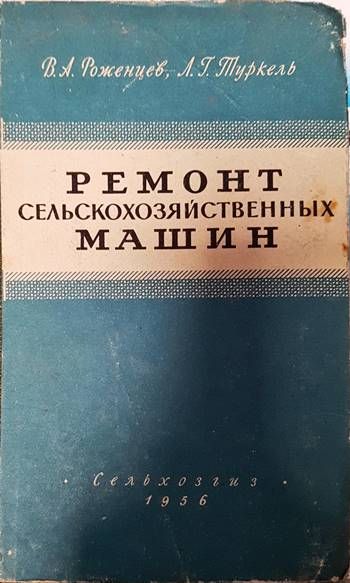 В. А. Роженцев, Л. Г. Туркель
РЕМОНТ
СЕЛЬСКОХОЗЯЙСТВЕННЫХ
МАШИН
• Сельхозгиз •
1956